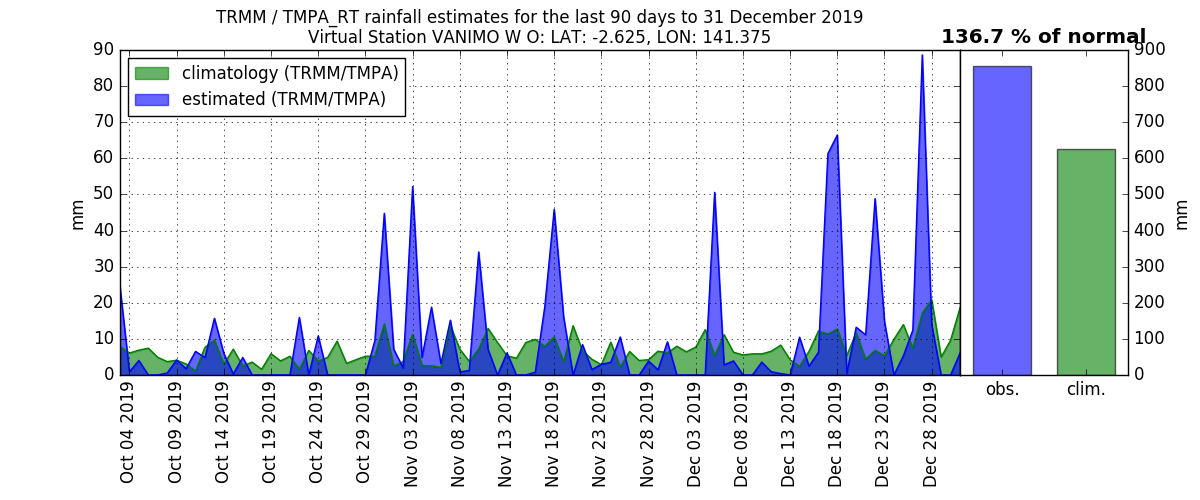 TRMM / TMPA_RT rainfall estimates for the last 90 days to 31 December 2019
Virtual Station VANIMO W O: LAT: -2.625, LON: 141.375
136.7 % of normal
climatology (TRMM/TMPA)
estimated (TRMM/TMPA)
mm
90
80
70
60
50
40
30
20
10
0
Oct 04 2019
Oct 09 2019
Oct 14 2019
Oct 19 2019
Oct 24 2019
Oct 29 2019
Nov 03 2019
Nov 08 2019
Nov 13 2019
Nov 18 2019
Nov 23 2019
Nov 28 2019
Dec 03 2019
Dec 08 2019
Dec 13 2019
Dec 18 2019
Dec 23 2019
Dec 28 2019
obs.
clim.
900
800
700
600
500
400
300
200
100
0
mm